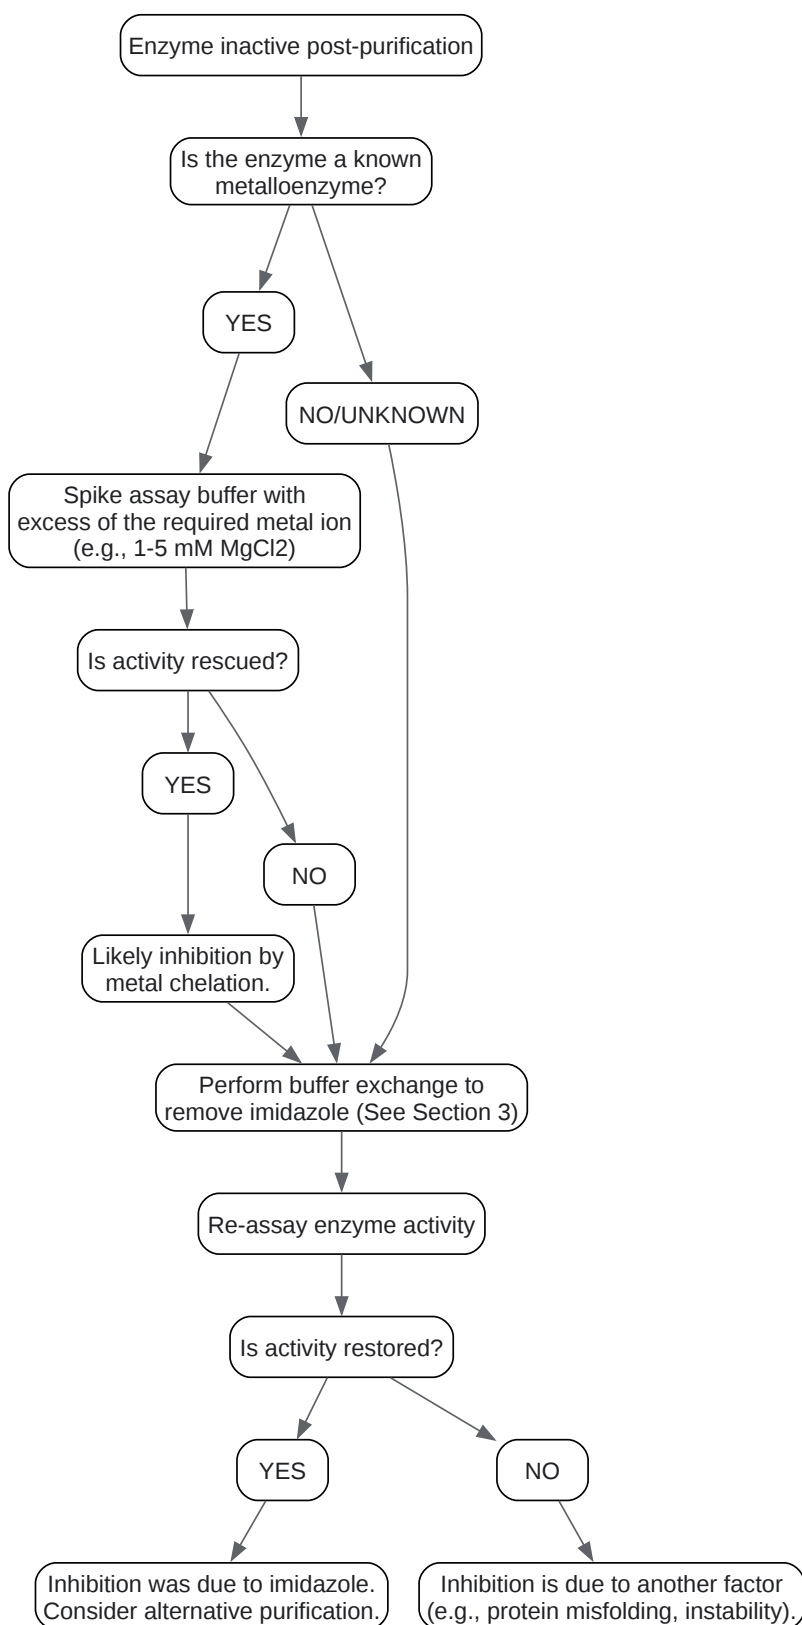 Enzyme inactive post-purification
Is the enzyme a known
metalloenzyme?
YES
NO/UNKNOWN
Spike assay buffer with
excess of the required metal ion
(e.g., 1-5 mM MgCl2)
Is activity rescued?
YES
NO
Likely inhibition by
metal chelation.
Perform buffer exchange to
remove imidazole (See Section 3)
Re-assay enzyme activity
Is activity restored?
YES
NO
Inhibition was due to imidazole.
Consider alternative purification.
Inhibition is due to another factor
(e.g., protein misfolding, instability).